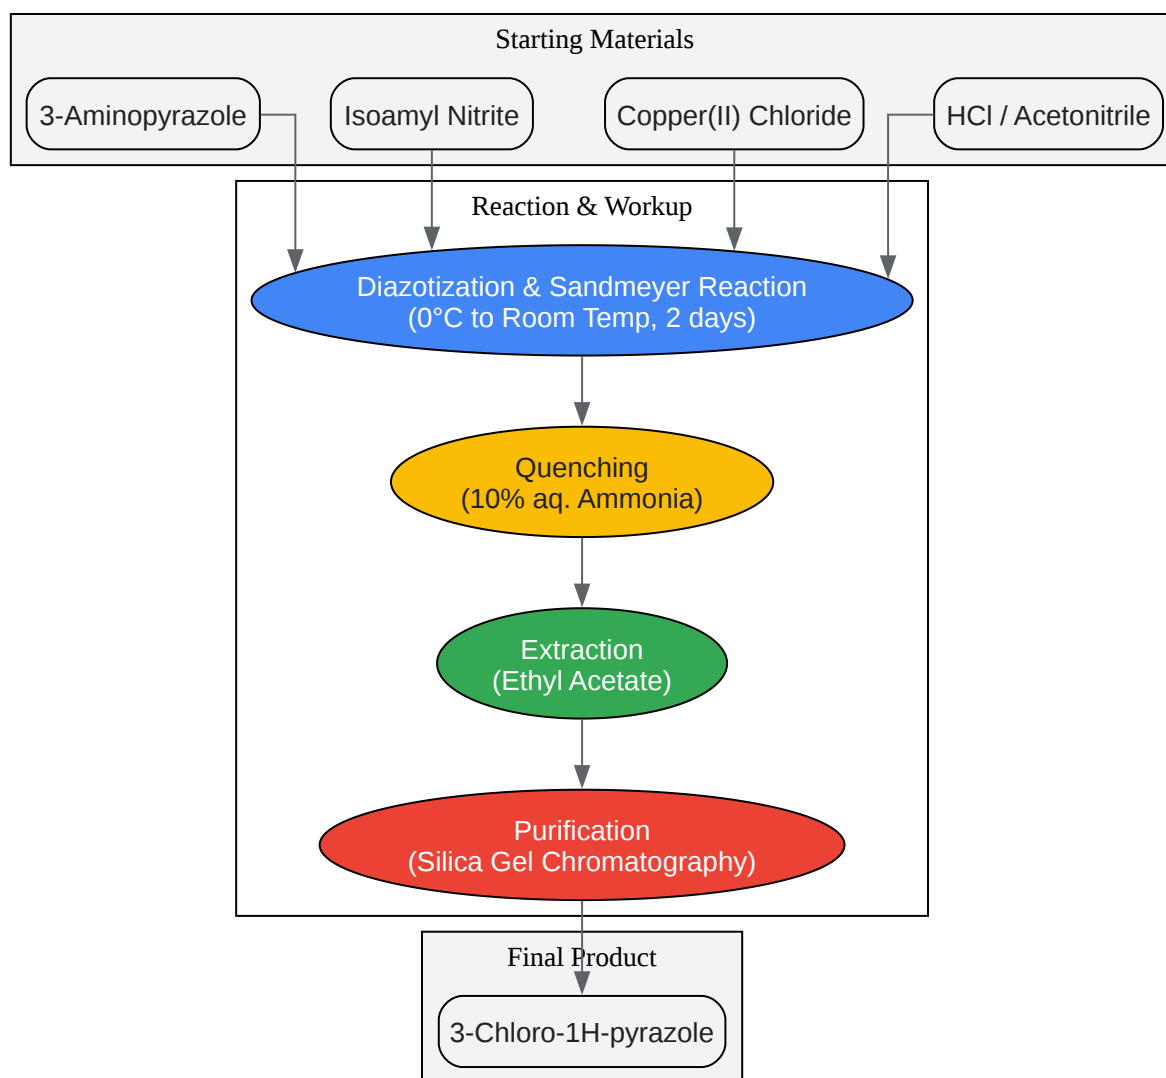 Starting Materials
3-Aminopyrazole
Isoamyl Nitrite
Copper(II) Chloride
HCl / Acetonitrile
Reaction & Workup
Diazotization & Sandmeyer Reaction
(0°C to Room Temp, 2 days)
Quenching
(10% aq. Ammonia)
Extraction
(Ethyl Acetate)
Purification
(Silica Gel Chromatography)
Final Product
3-Chloro-1H-pyrazole